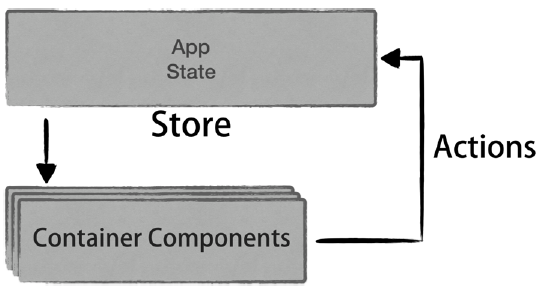 App
State
Store
Actions
Container Components